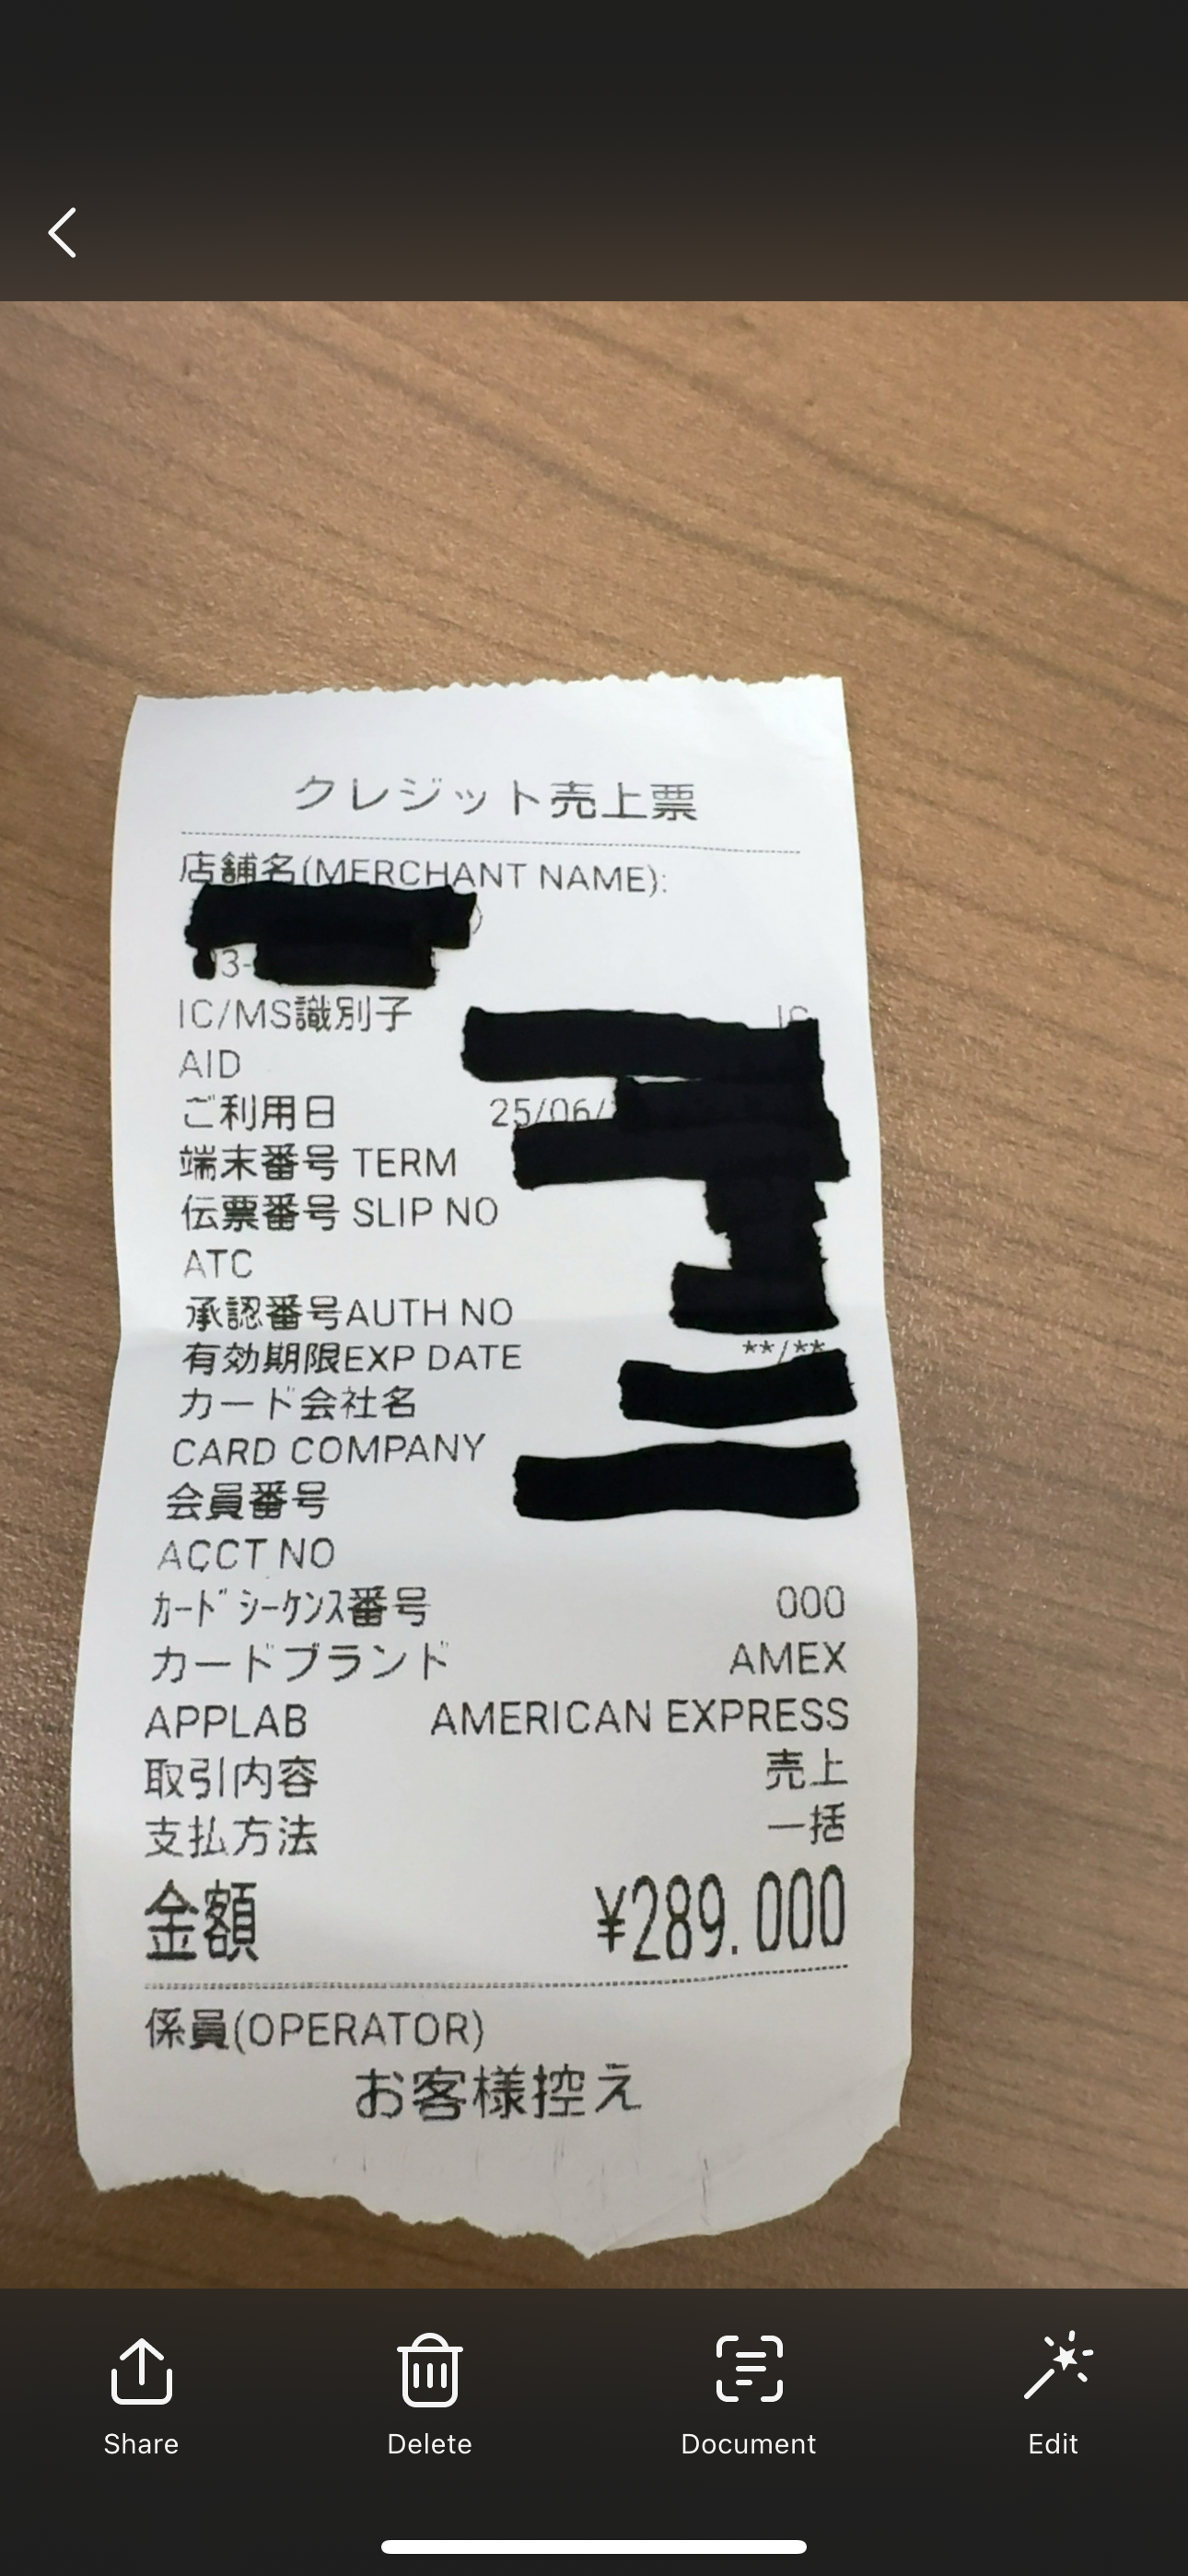 クレジット売上票
店舗名(MERCHANT NAME):
)
3-
IC/MS識別子 IC
AID
ご利用日 25/06/
端末番号 TERM
伝票番号 SLIP NO
ATC
承認番号AUTH NO
有効期限EXP DATE **/**
カード会社名
CARD COMPANY
会員番号
ACCT NO
ｶｰﾄﾞｼｰｹﾝｽ番号 000
カードブランド AMEX
APPLAB AMERICAN EXPRESS
取引内容 売上
支払方法 一括
金額 ¥289.000
係員(OPERATOR)
お客様控え
Share Delete Document Edit